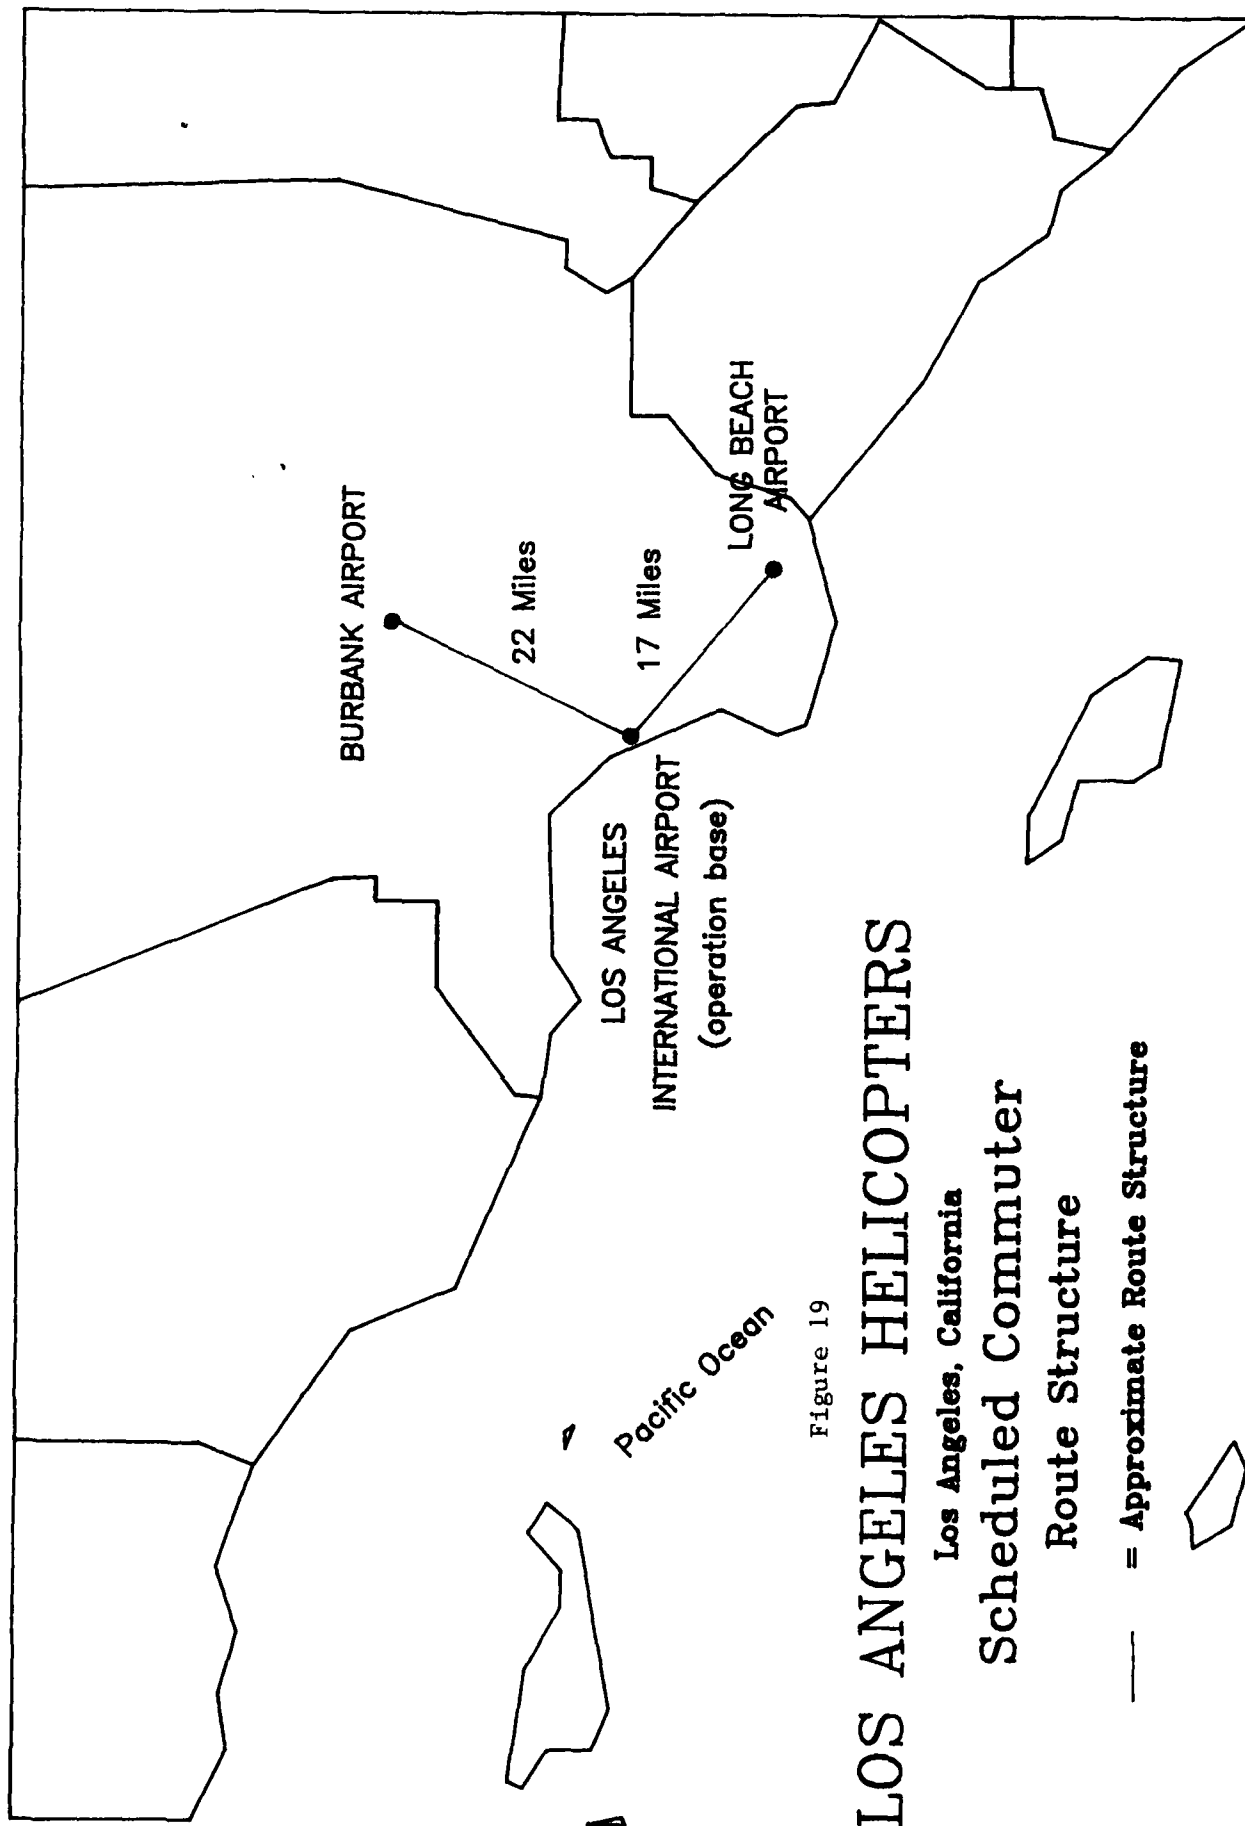 BURBANK AIRPORT
22 Miles
17 Miles
LONG BEACH
AIRPORT
LOS ANGELES
INTERNATIONAL AIRPORT
(operation base)
Pacific Ocean
Figure 19
LOS ANGELES HELICOPTERS
Los Angeles, California
Scheduled Commuter
Route Structure
= Approximate Route Structure